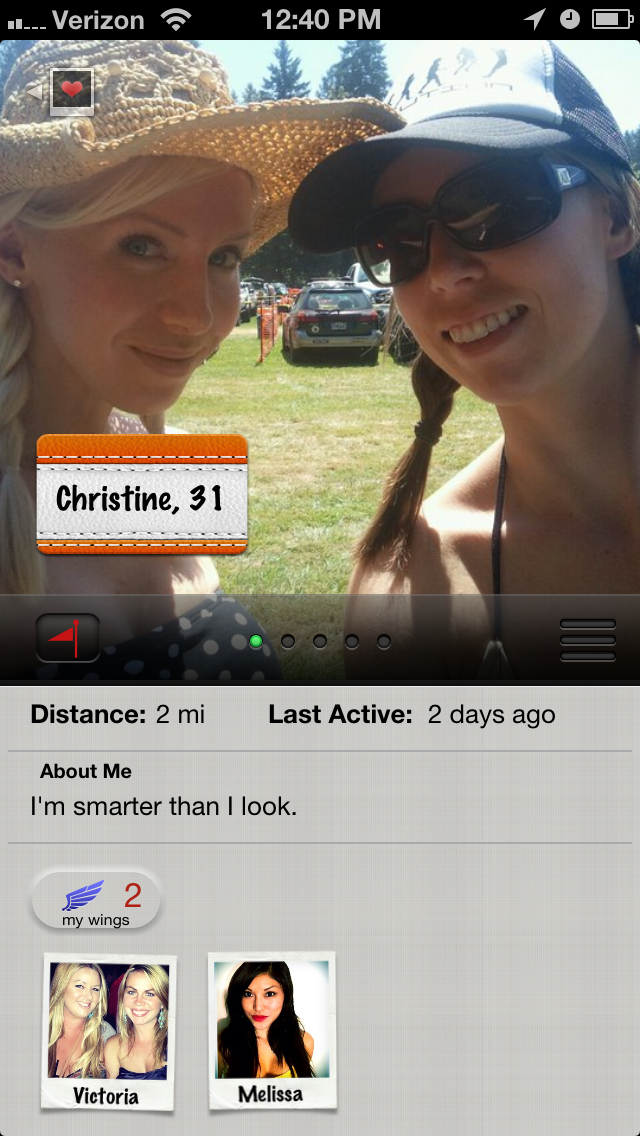 Verizon 12:40 PM
Christine, 31
Distance: 2 mi Last Active: 2 days ago
About Me
I'm smarter than I look.
2
my wings
Victoria Melissa